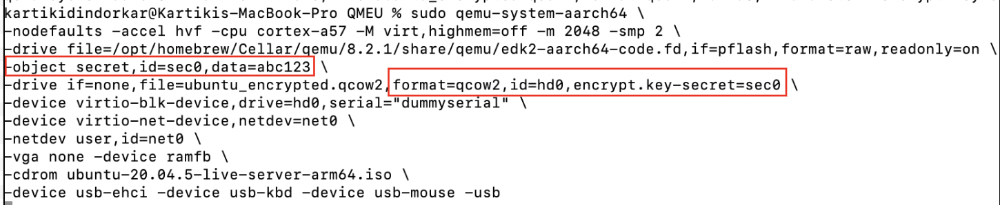 kartikidindorkar@Kartikis-MacBook-Pro QMEU % sudo qemu-system-aarch64 \
-nodefaults -accel hvf -cpu cortex-a57 -M virt,highmem=off -m 2048 -smp 2 \
-drive file=/opt/homebrew/Cellar/qemu/8.2.1/share/qemu/edk2-aarch64-code.fd,if=pflash,format=raw,readonly=on \
-object secret,id=sec0,data=abc123 \
-drive if=none,file=ubuntu_encrypted.qcow2,format=qcow2,id=hd0,encrypt.key-secret=sec0 \
-device virtio-blk-device,drive=hd0,serial="dummyserial" \
-device virtio-net-device,netdev=net0 \
-netdev user,id=net0 \
-vga none -device ramfb \
-cdrom ubuntu-20.04.5-live-server-arm64.iso \
-device usb-ehci -device usb-kbd -device usb-mouse -usb